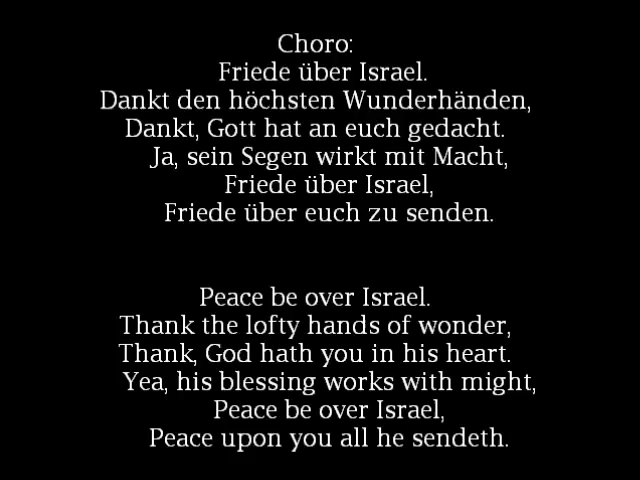 Choro:
Friede über Israel.
Dankt den höchsten Wunderhänden,
Dankt, Gott hat an euch gedacht.
Ja, sein Segen wirkt mit Macht,
Friede über Israel,
Friede über euch zu senden.
Peace be over Israel.
Thank the lofty hands of wonder,
Thank, God hath you in his heart.
Yea, his blessing works with might,
Peace be over Israel,
Peace upon you all he sendeth.